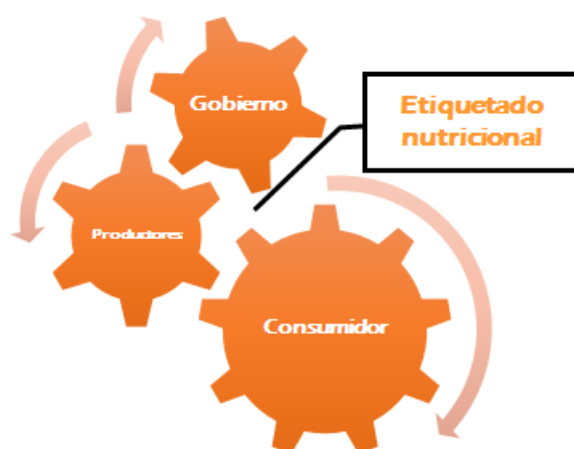 Gobierno
Etiquetado
nutricional
Productores
Consumidor